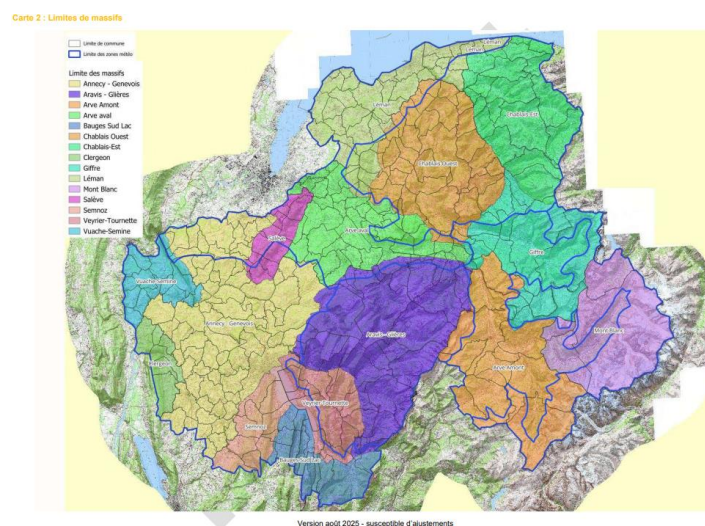 Carte 2 : Limites de massifs
Limite de commune
Limite des zones météo
Limite des massifs
Annecy - Genevois
Aravis - Glières
Arve Amont
Arve aval
Bauges Sud Lac
Chablais Ouest
Chablais-Est
Clergeon
Giffre
Léman
Mont Blanc
Salève
Semnoz
Veyrier-Tournette
Vuache-Semine
Léman
Léman
Léman
Chablais-Est
Chablais Ouest
Arve aval
Salève
Giffre
Vuache-Semine
Mont Blanc
Annecy - Genevois
Aravis - Glières
Clergeon
Arve Amont
Veyrier-Tournette
Semnoz
Bauges Sud Lac
Version août 2025 - susceptible d'ajustements